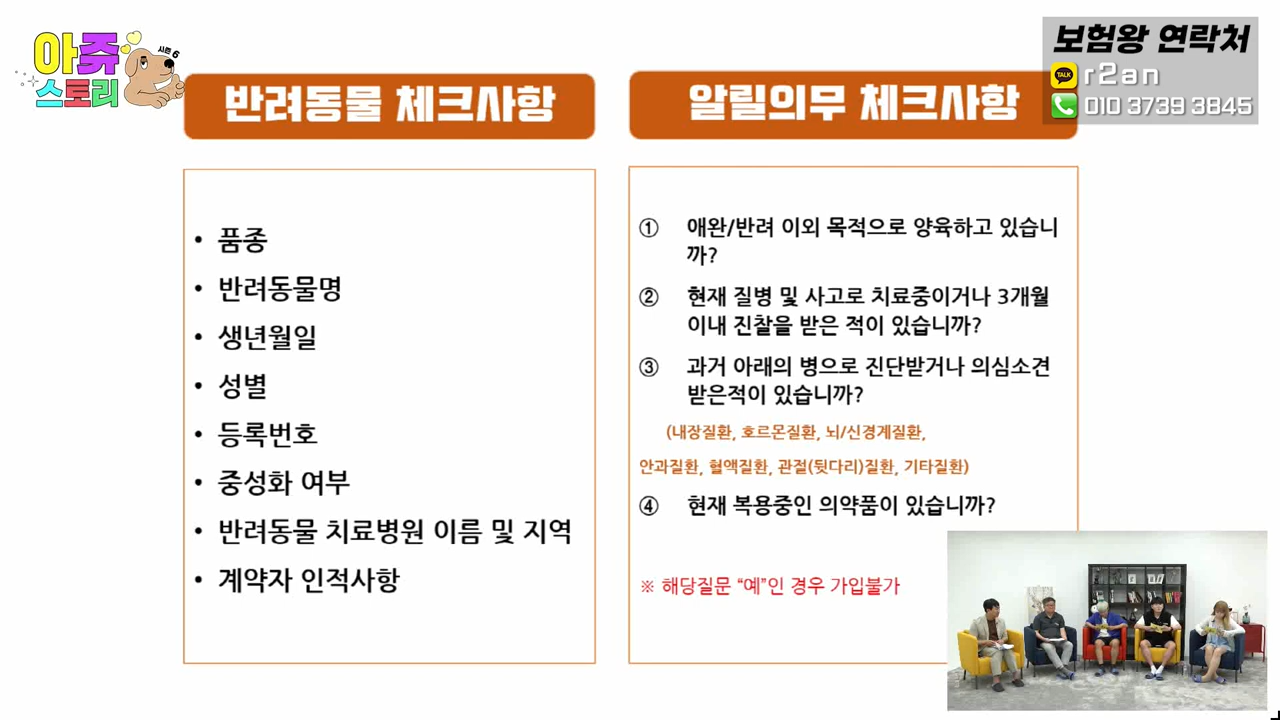 아쥬
스토리
시즌 6
보험왕 연락처
TALK
r2an
010 3739 3845
반려동물 체크사항
• 품종
• 반려동물명
• 생년월일
• 성별
• 등록번호
• 중성화 여부
• 반려동물 치료병원 이름 및 지역
• 계약자 인적사항
알릴의무 체크사항
① 애완/반려 이외 목적으로 양육하고 있습니
까?
② 현재 질병 및 사고로 치료중이거나 3개월
이내 진찰을 받은 적이 있습니까?
③ 과거 아래의 병으로 진단받거나 의심소견
받은적이 있습니까?
(내장질환, 호르몬질환, 뇌/신경계질환,
안과질환, 혈액질환, 관절(뒷다리)질환, 기타질환)
④ 현재 복용중인 의약품이 있습니까?
※ 해당질문 “예”인 경우 가입불가